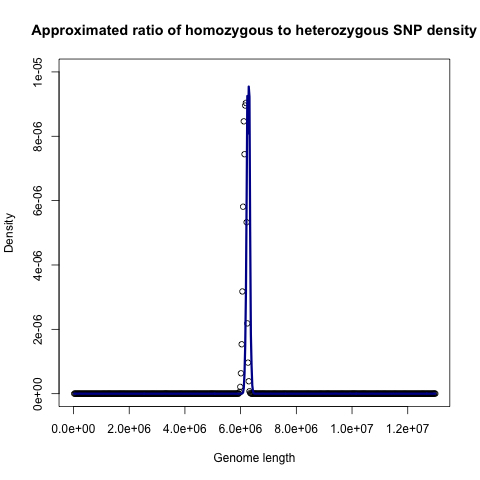 Approximated ratio of homozygous to heterozygous SNP density
1e-05
8e-06
6e-06
4e-06
2e-06
0e+00
Density
0.0e+00 2.0e+06 4.0e+06 6.0e+06 8.0e+06 1.0e+07 1.2e+07
Genome length